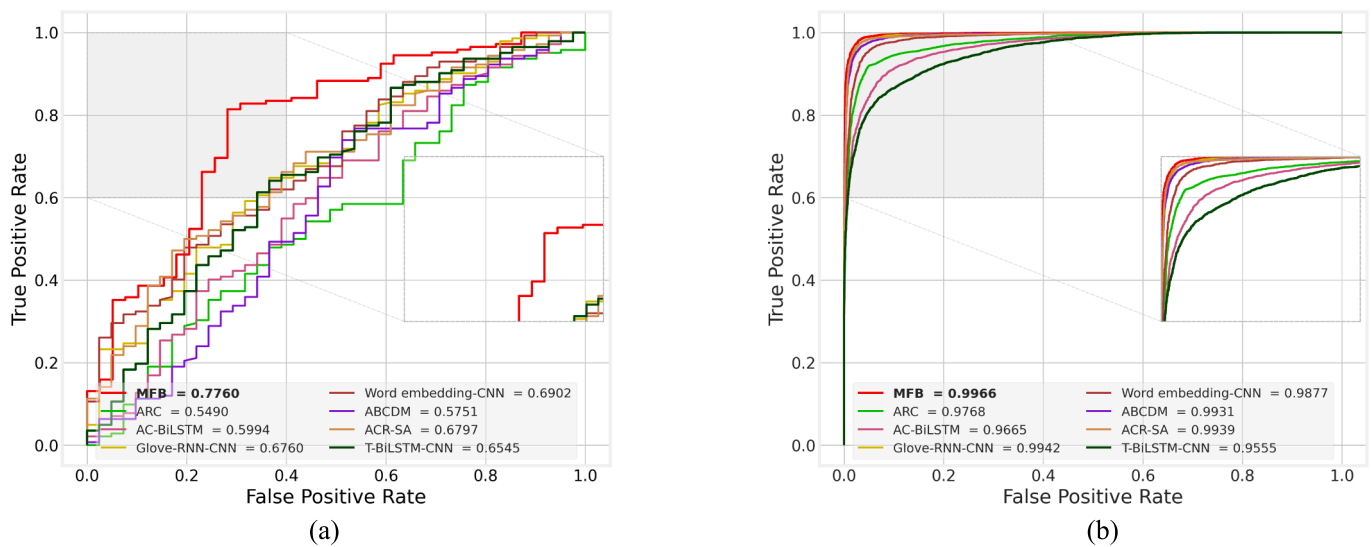 1.0
0.8
0.6
0.4
0.2
0.0
True Positive Rate
MFB = 0.7760
ARC = 0.5490
AC-BiLSTM = 0.5994
Glove-RNN-CNN = 0.6760
Word embedding-CNN = 0.6902
ABCDM = 0.5751
ACR-SA = 0.6797
T-BiLSTM-CNN = 0.6545
0.0 0.2 0.4 0.6 0.8 1.0
False Positive Rate
(a)
1.0
0.8
0.6
0.4
0.2
0.0
True Positive Rate
MFB = 0.9966
ARC = 0.9768
AC-BiLSTM = 0.9665
Glove-RNN-CNN = 0.9942
Word embedding-CNN = 0.9877
ABCDM = 0.9931
ACR-SA = 0.9939
T-BiLSTM-CNN = 0.9555
0.0 0.2 0.4 0.6 0.8 1.0
False Positive Rate
(b)